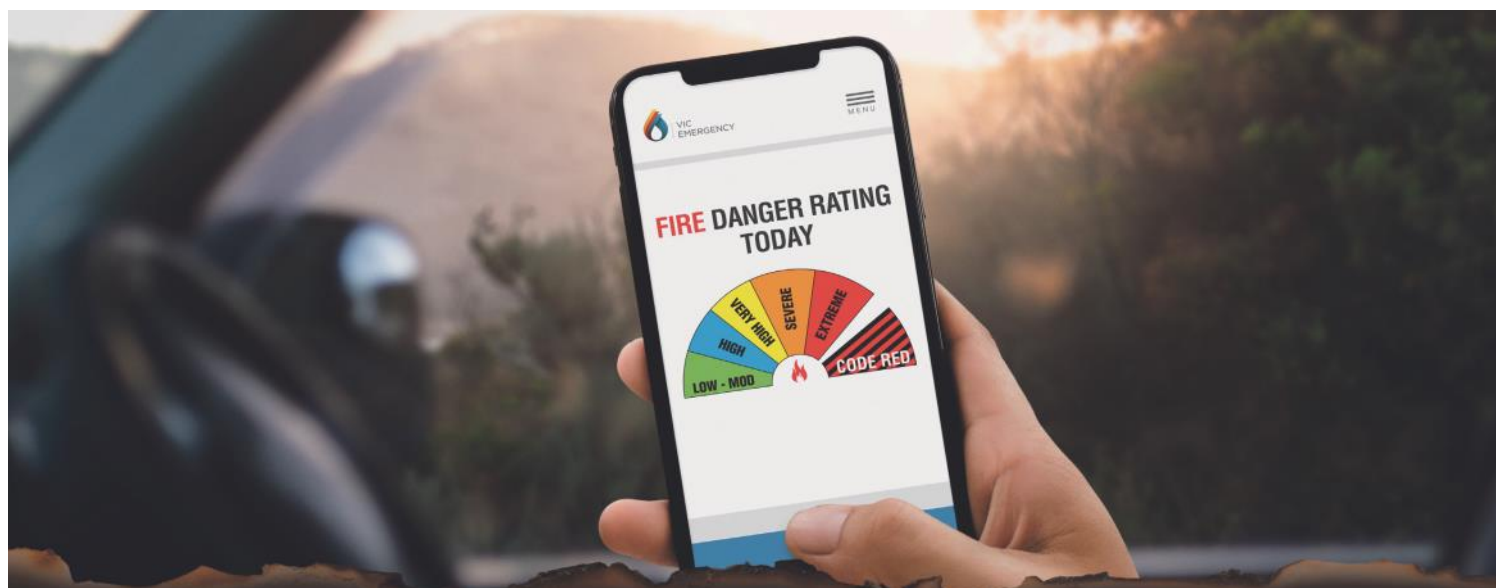 VIC
EMERGENCY
MENU
FIRE DANGER RATING
TODAY
LOW - MOD
HIGH
VERY HIGH
SEVERE
EXTREME
CODE RED